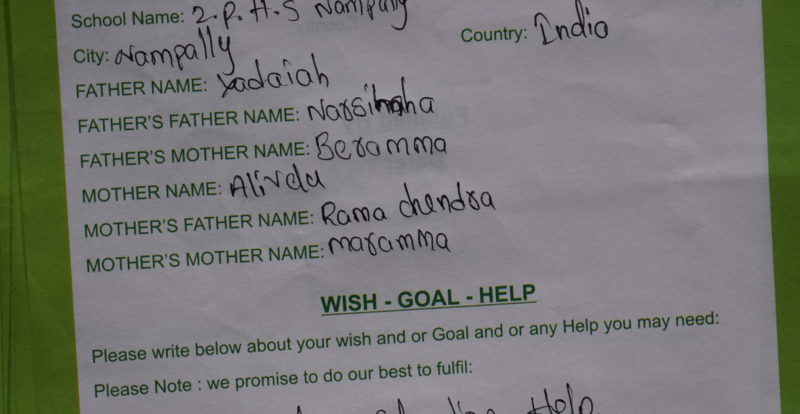 School Name: Z.P.H.S Nampally
City: Nampally Country: India
FATHER NAME: Yadaiah
FATHER'S FATHER NAME: Narsihmha
FATHER'S MOTHER NAME: Beramma
MOTHER NAME: Alivelu
MOTHER'S FATHER NAME: Rama chendra
MOTHER'S MOTHER NAME: maramma
WISH - GOAL - HELP
Please write below about your wish and or Goal and or any Help you may need:
Please Note : we promise to do our best to fulfil:
Help